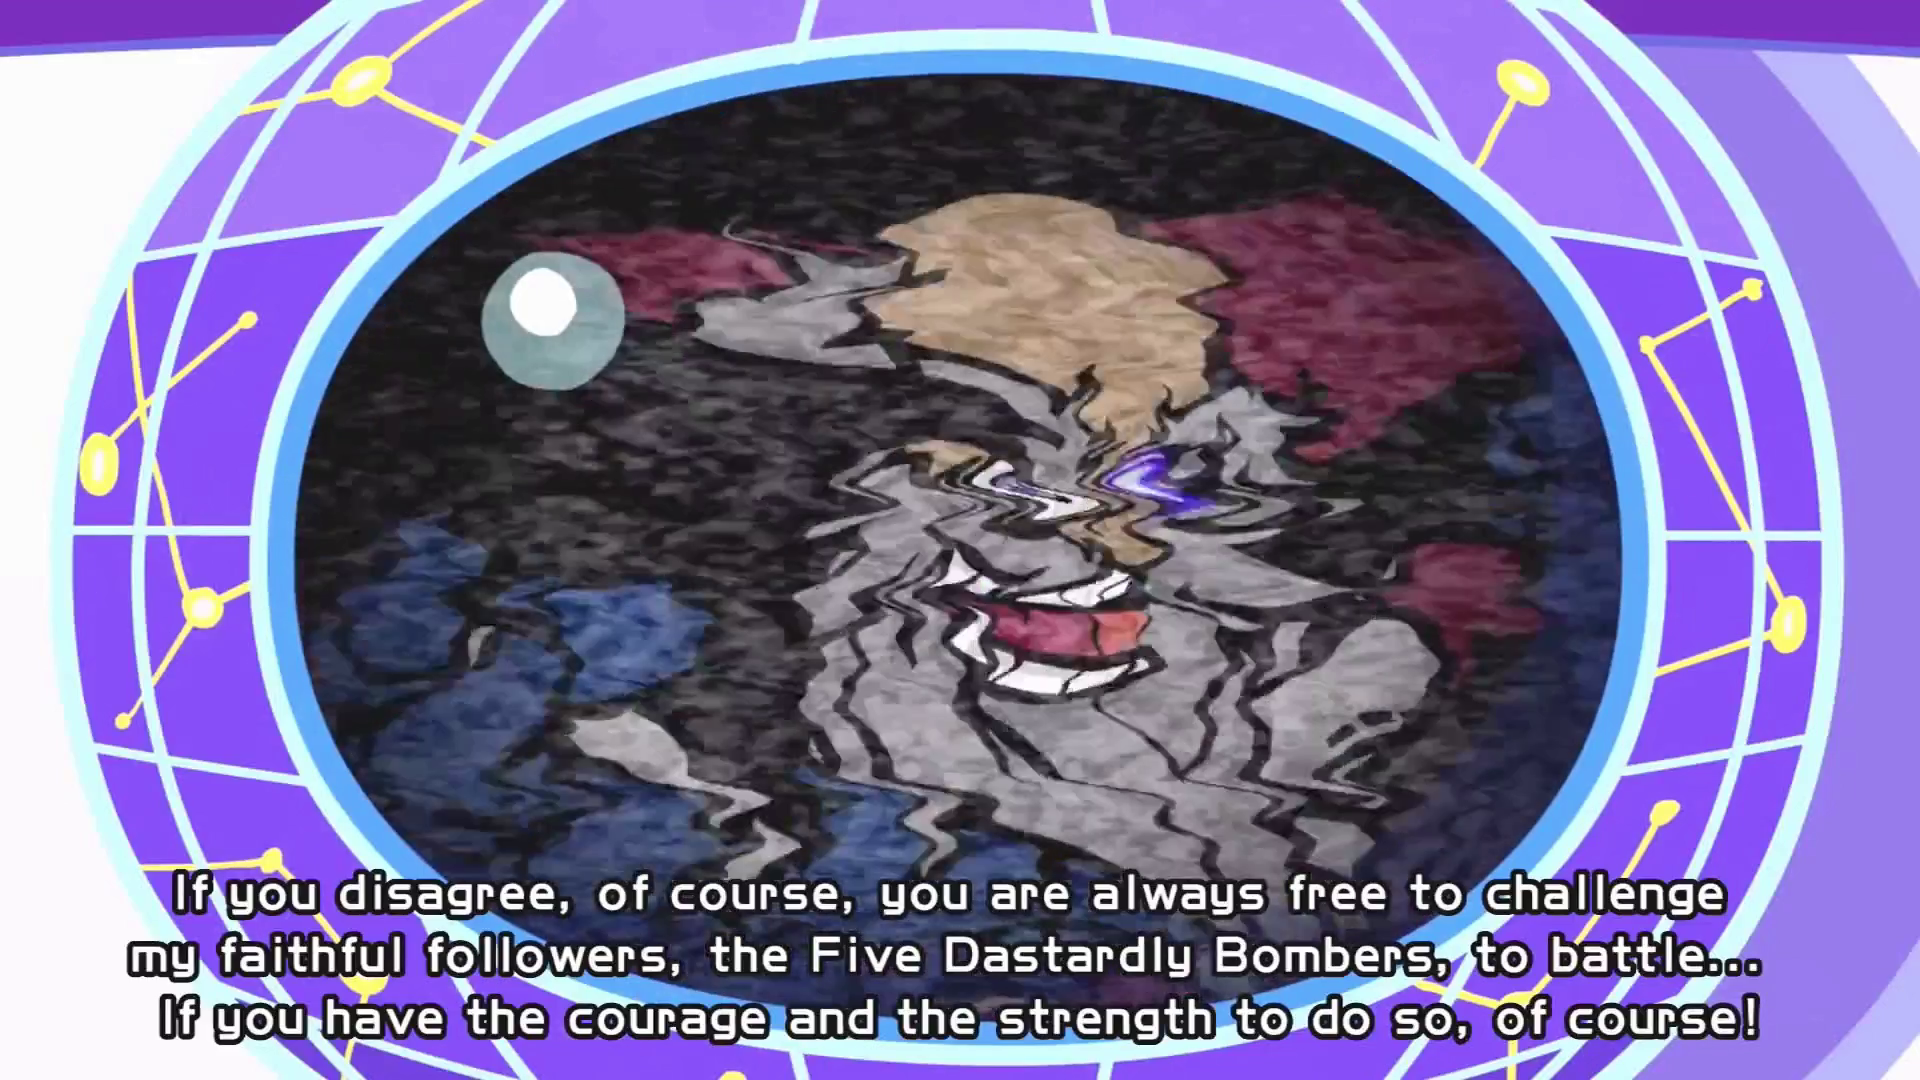 If you disagree, of course, you are always free to challenge
my faithful followers, the Five Dastardly Bombers, to battle...
If you have the courage and the strength to do so, of course!